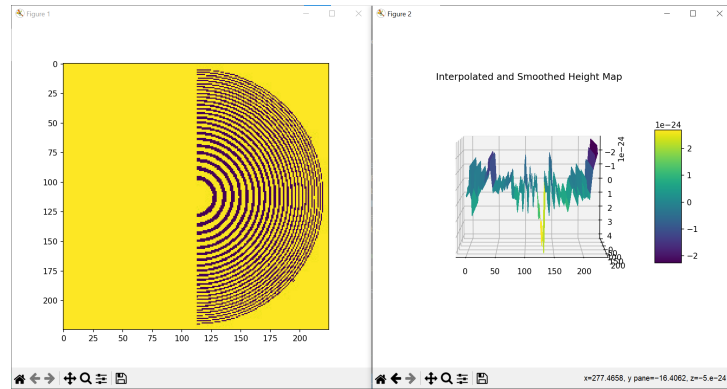 Figure 1
0
25
50
75
100
125
150
175
200
0 25 50 75 100 125 150 175 200
Figure 2
Interpolated and Smoothed Height Map
1e−24
−2
−1
0
1
2
3
4
0 50 100 150 200
200
1e−24
2
1
0
−1
−2
x=277.4658, y pane=−16.4062, z=−5.e−24